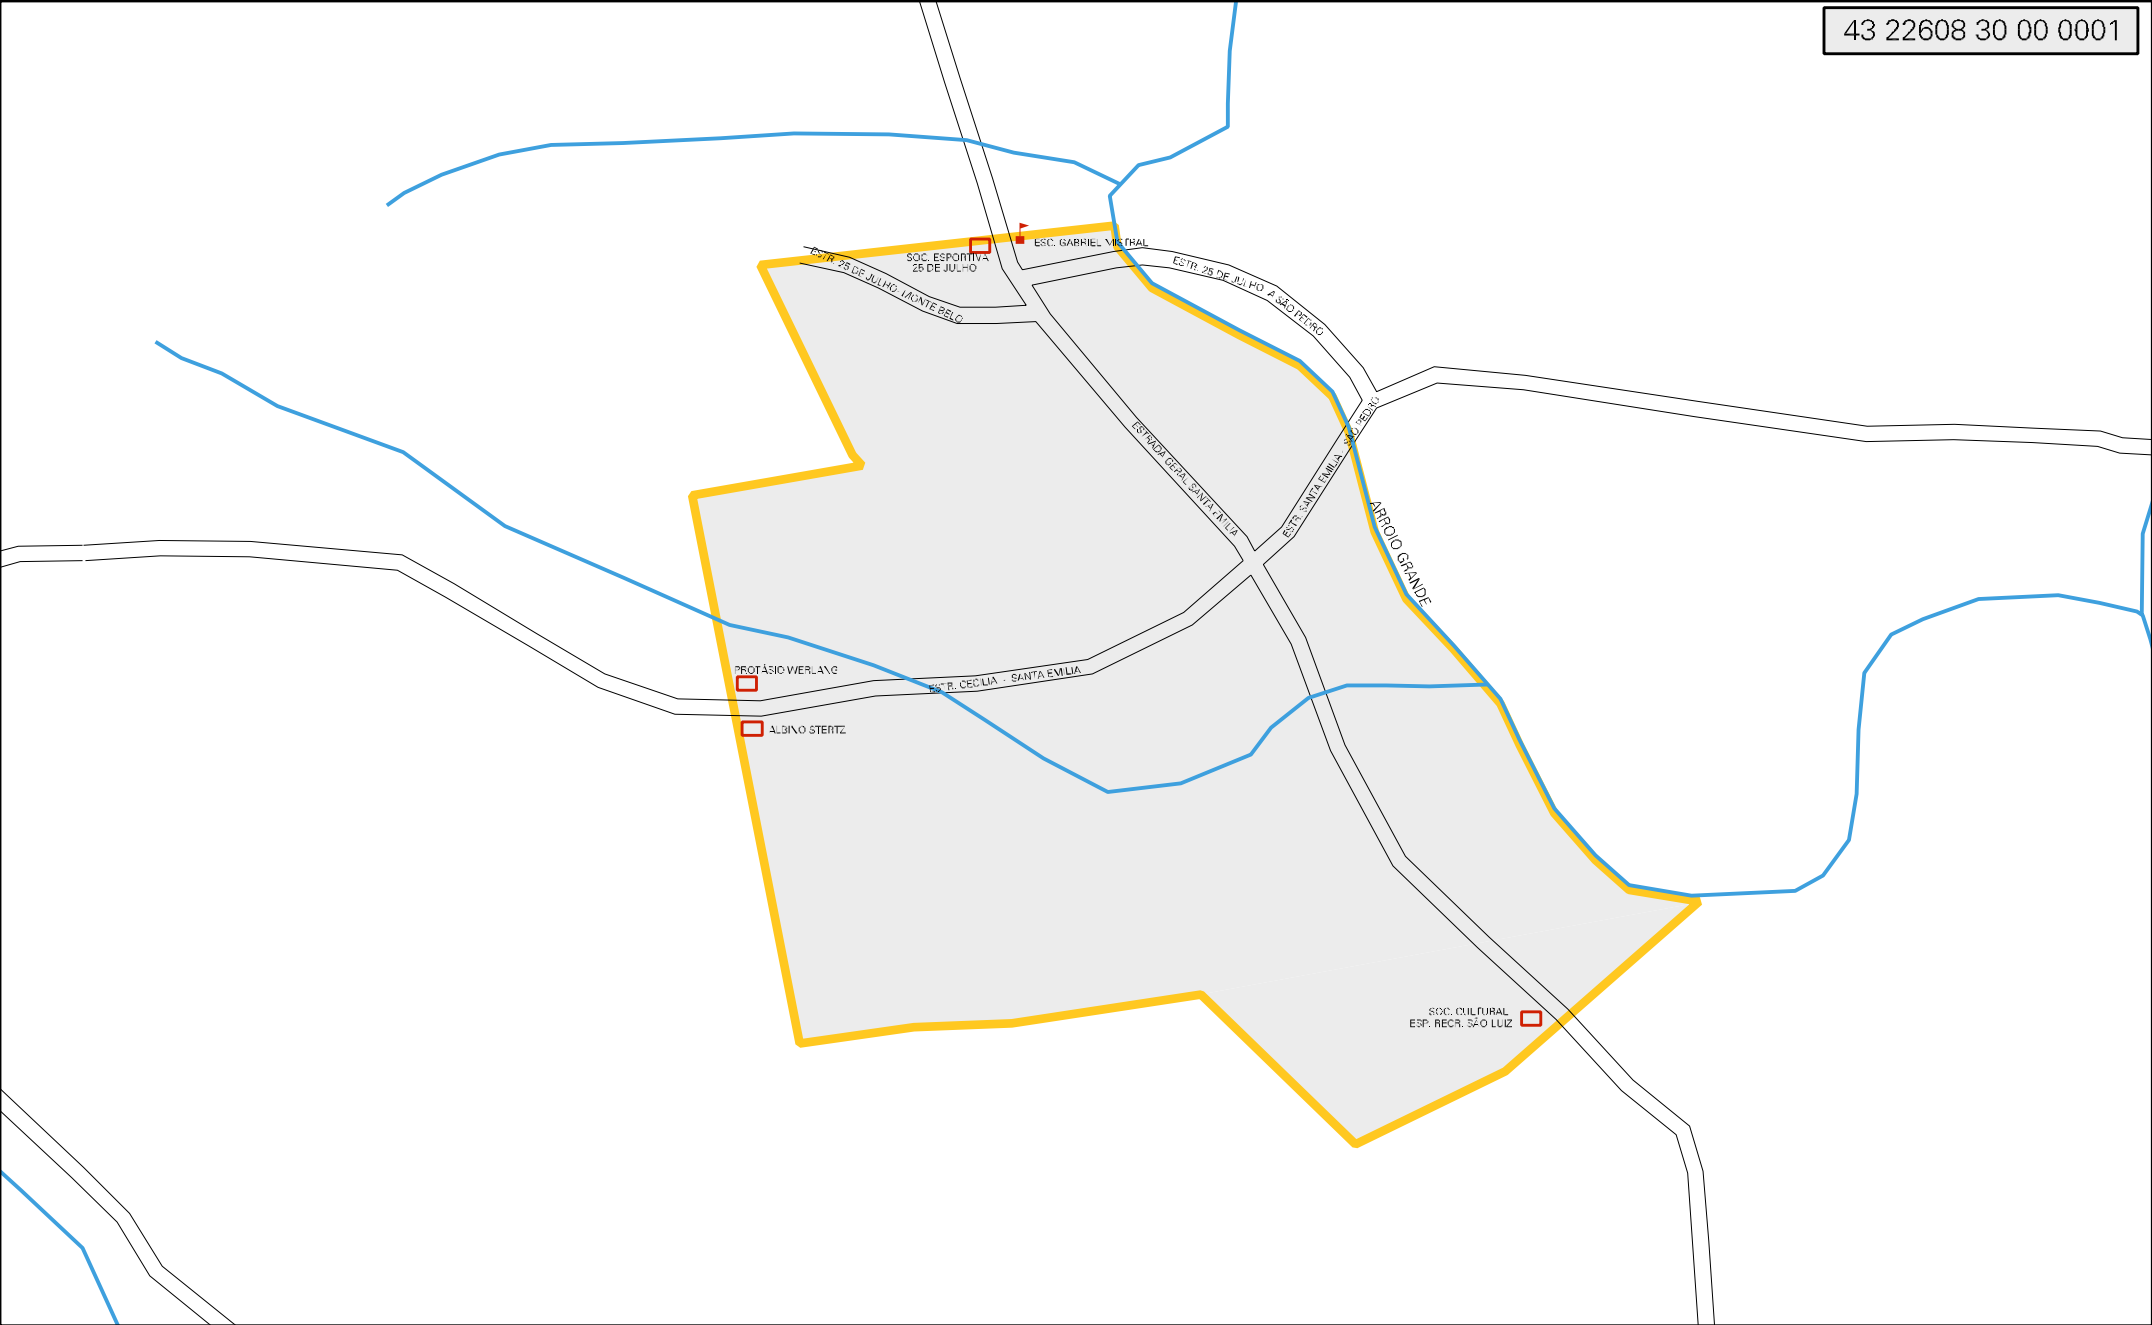 43 22608 30 00 0001
ESC. GABRIEL MISTRAL
SOC. ESPORTIVA
25 DE JULHO
ESTR. 25 DE JULHO- MONTE BELO
ESTR. 25 DE JULHO A SÃO PEDRO
ESTRADA GERAL SANTA EMILIA
ESTR. SANTA EMILIA - SÃO PEDRO
ARROIO GRANDE
PROTÁSIO WERLANG
ESTR. CECILIA - SANTA EMILIA
ALBINO STERTZ
SOC. CULTURAL
ESP. RECR. SÃO LUIZ